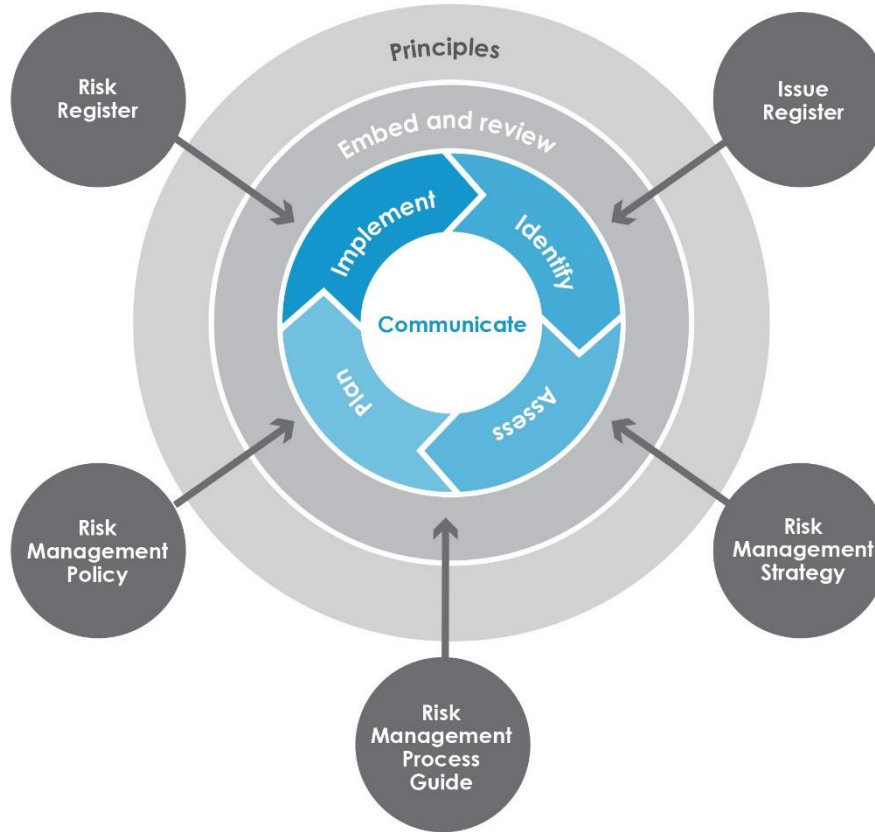 Principles
Risk
Register
Issue
Register
Embed and review
Implement
Identify
Communicate
Plan
Assess
Risk
Management
Policy
Risk
Management
Strategy
Risk
Management
Process
Guide